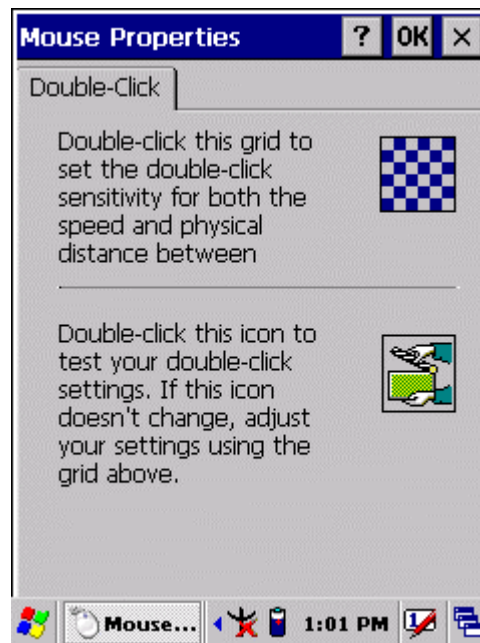 Mouse Properties ? OK ×
Double-Click
Double-click this grid to
set the double-click
sensitivity for both the
speed and physical
distance between
Double-click this icon to
test your double-click
settings. If this icon
doesn't change, adjust
your settings using the
grid above.
Mouse... 1:01 PM